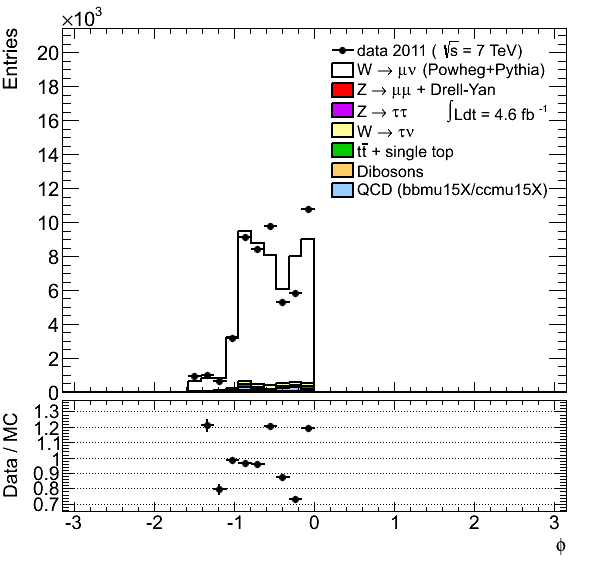 ×10³
Entries
20
18
16
14
12
10
8
6
4
2
0
data 2011 ( √s = 7 TeV)
W → μν (Powheg+Pythia)
Z → μμ + Drell-Yan
Z → ττ ∫Ldt = 4.6 fb⁻¹
W → τν
tt̅ + single top
Dibosons
QCD (bbmu15X/ccmu15X)
Data / MC
1.3
1.2
1.1
1
0.9
0.8
0.7
-3 -2 -1 0 1 2 3
φ